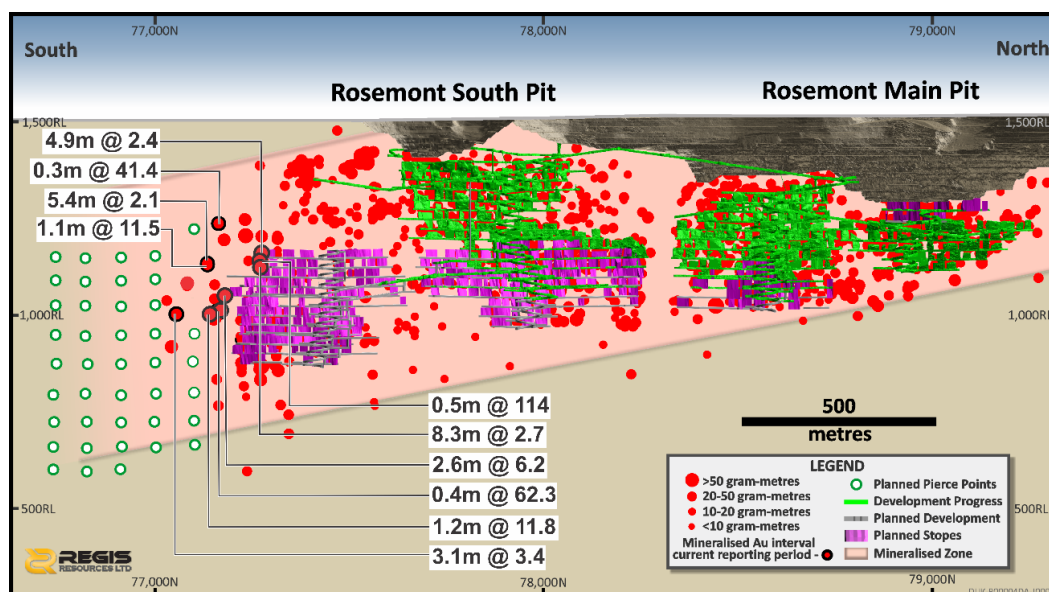 77,000N
78,000N
79,000N
South
North
Rosemont South Pit
Rosemont Main Pit
1,500RL
1,500RL
4.9m @ 2.4
0.3m @ 41.4
5.4m @ 2.1
1.1m @ 11.5
1,000RL
1,000RL
0.5m @ 114
8.3m @ 2.7
2.6m @ 6.2
0.4m @ 62.3
1.2m @ 11.8
3.1m @ 3.4
500
metres
LEGEND
>50 gram-metres
20-50 gram-metres
10-20 gram-metres
<10 gram-metres
Mineralised Au interval
current reporting period -
Planned Pierce Points
Development Progress
Planned Development
Planned Stopes
Mineralised Zone
500RL
500RL
REGIS
RESOURCES LTD
77,000N
78,000N
79,000N